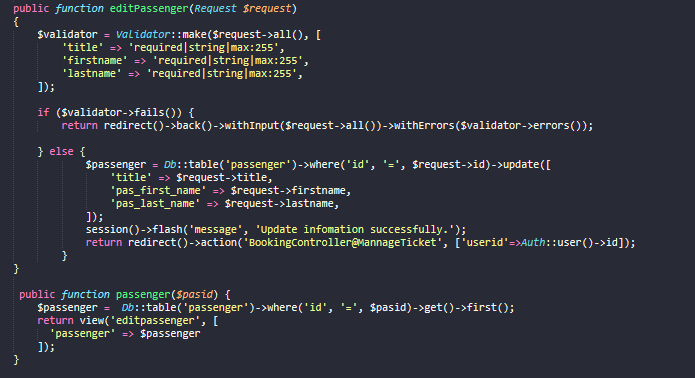 public function editPassenger(Request $request)
{
    $validator = Validator::make($request->all(), [
        'title' => 'required|string|max:255',
        'firstname' => 'required|string|max:255',
        'lastname' => 'required|string|max:255',
    ]);
    if ($validator->fails()) {
        return redirect()->back()->withInput($request->all())->withErrors($validator->errors());
    } else {
            $passenger = Db::table('passenger')->where('id', '=', $request->id)->update([
                'title' => $request->title,
                'pas_first_name' => $request->firstname,
                'pas_last_name' => $request->lastname,
            ]);
            session()->flash('message', 'Update infomation successfully.');
            return redirect()->action('BookingController@MannageTicket', ['userid'=>Auth::user()->id]);
        }
}
 public function passenger($pasid) {
    $passenger =  Db::table('passenger')->where('id', '=', $pasid)->get()->first();
    return view('editpassenger', [
      'passenger' => $passenger
    ]);
}